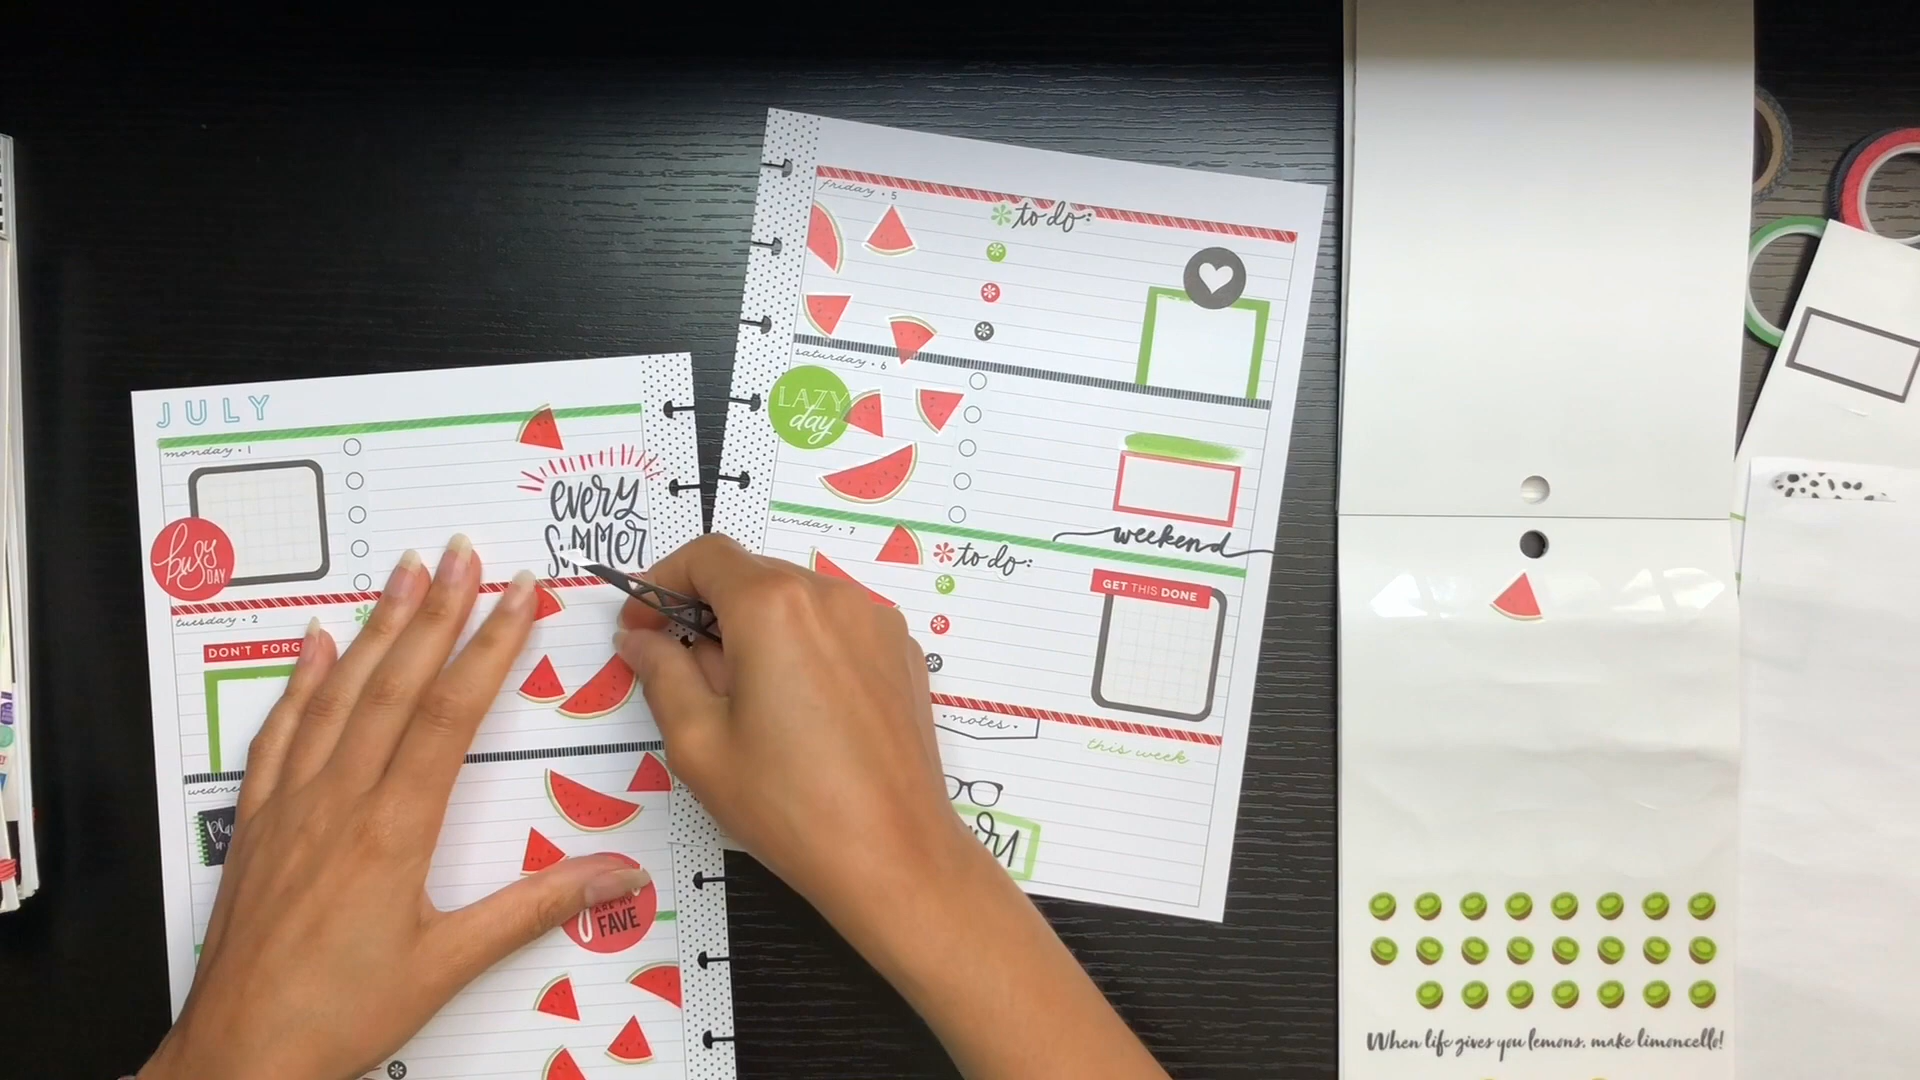 JULY
monday • 1
busy
DAY
every
summer
tuesday • 2
DON'T FORG
wedne
ARE MY
FAVE
friday • 5
to do:
saturday • 6
LAZY
day
weekend
sunday • 7
to do:
GET THIS DONE
• notes •
this week
When life gives you lemons, make limoncello!